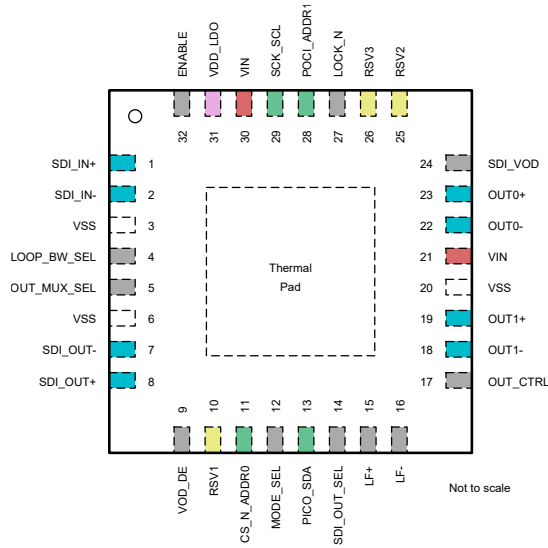 ENABLE
VDD_LDO
VIN
SCK_SCL
POCI_ADDR1
LOCK_N
RSV3
RSV2
32
31
30
29
28
27
26
25
SDI_IN+ 1
SDI_IN- 2
VSS 3
LOOP_BW_SEL 4
OUT_MUX_SEL 5
VSS 6
SDI_OUT- 7
SDI_OUT+ 8
Thermal
Pad
24 SDI_VOD
23 OUT0+
22 OUT0-
21 VIN
20 VSS
19 OUT1+
18 OUT1-
17 OUT_CTRL
9
10
11
12
13
14
15
16
VOD_DE
RSV1
CS_N_ADDR0
MODE_SEL
PICO_SDA
SDI_OUT_SEL
LF+
LF-
Not to scale